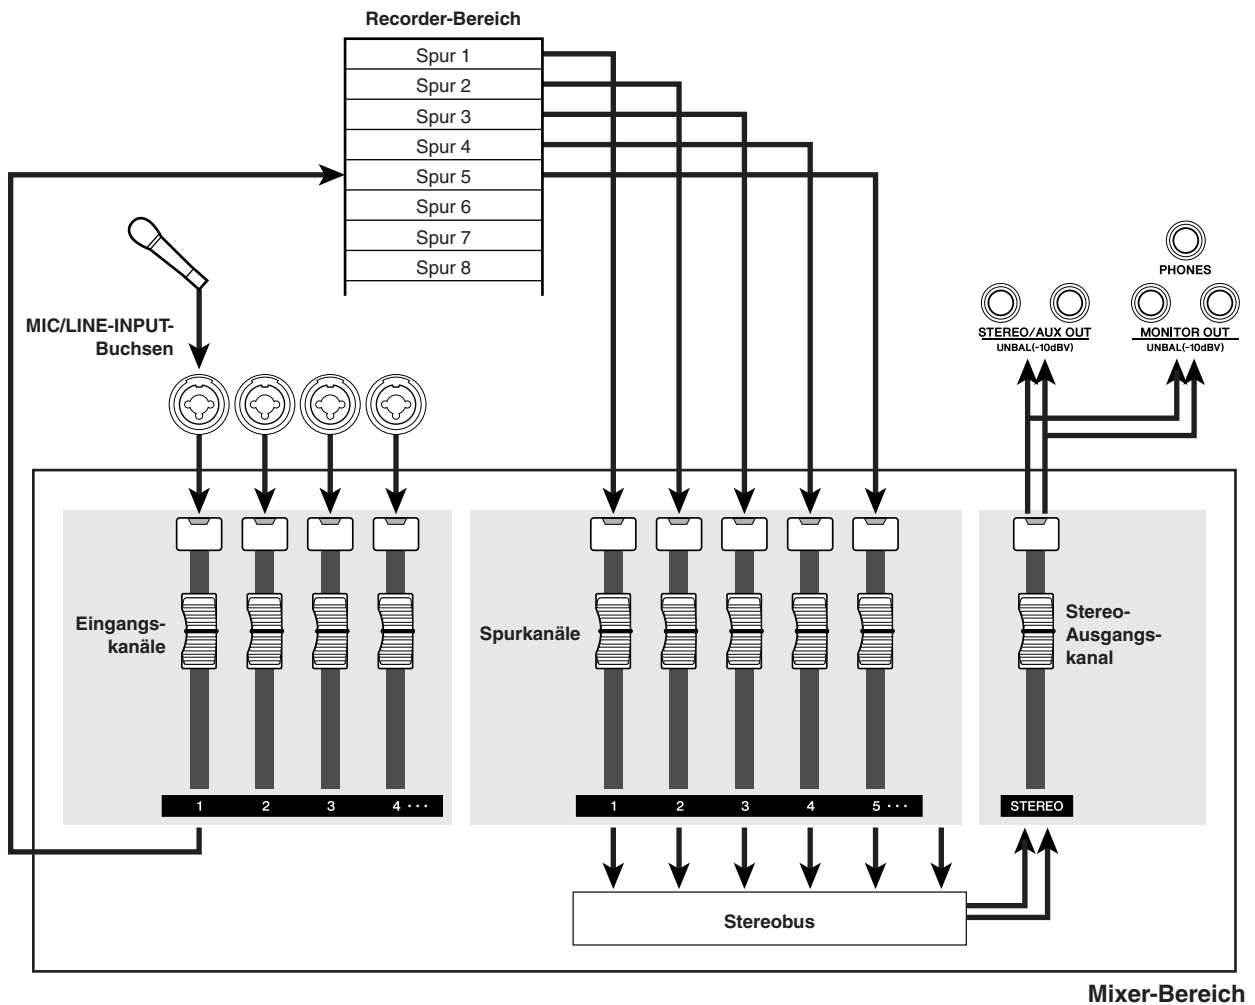 Recorder-Bereich
Spur 1
Spur 2
Spur 3
Spur 4
Spur 5
Spur 6
Spur 7
Spur 8
MIC/LINE-INPUT-
Buchsen
PHONES
STEREO/AUX OUT
UNBAL(-10dBV)
MONITOR OUT
UNBAL(-10dBV)
Eingangs-
kanäle
1 2 3 4 ···
Spurkanäle
1 2 3 4 5 ···
Stereo-
Ausgangs-
kanal
STEREO
Stereobus
Mixer-Bereich